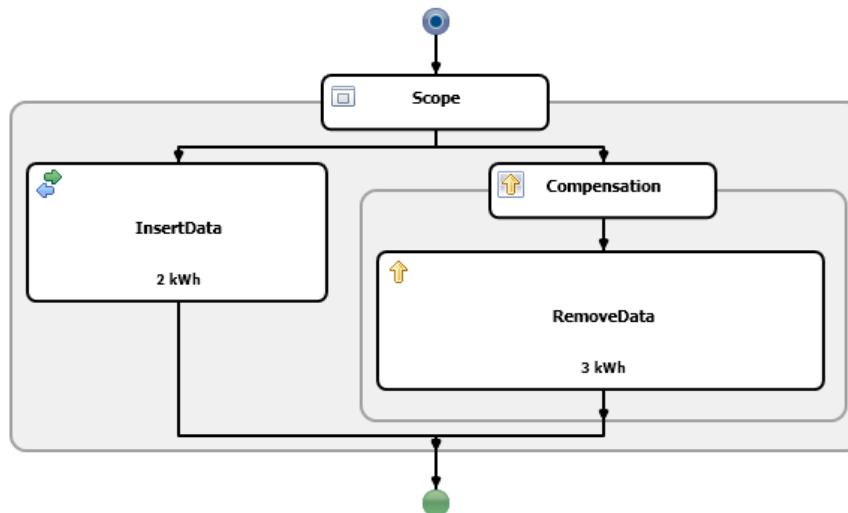 Scope
Compensation
InsertData
2 kWh
RemoveData
3 kWh